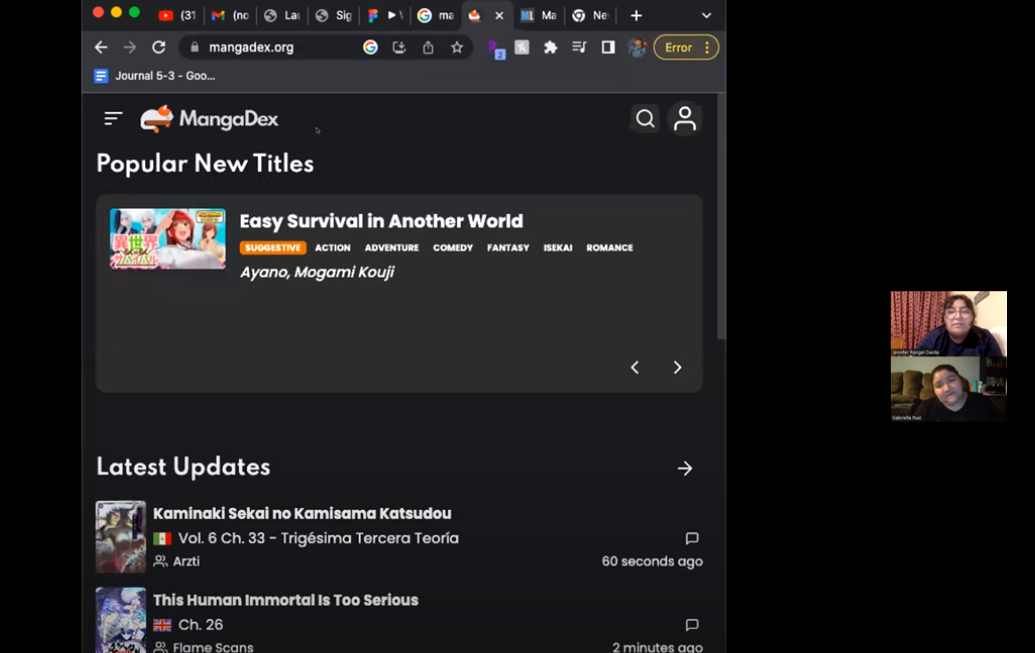 (31
(no
Lau
Sig
ma
Ma
Ne
mangadex.org
2
Error
Journal 5-3 - Goo...
MangaDex
Popular New Titles
異世界
サバイバル
Easy Survival in Another World
SUGGESTIVE ACTION ADVENTURE COMEDY FANTASY ISEKAI ROMANCE
Ayano, Mogami Kouji
Latest Updates
Kaminaki Sekai no Kamisama Katsudou
Vol. 6 Ch. 33 - Trigésima Tercera Teoría
Arzti
60 seconds ago
This Human Immortal Is Too Serious
Ch. 26
Flame Scans
2 minutes ago
Jennifer Rangel Davila
Gabriella Ruiz